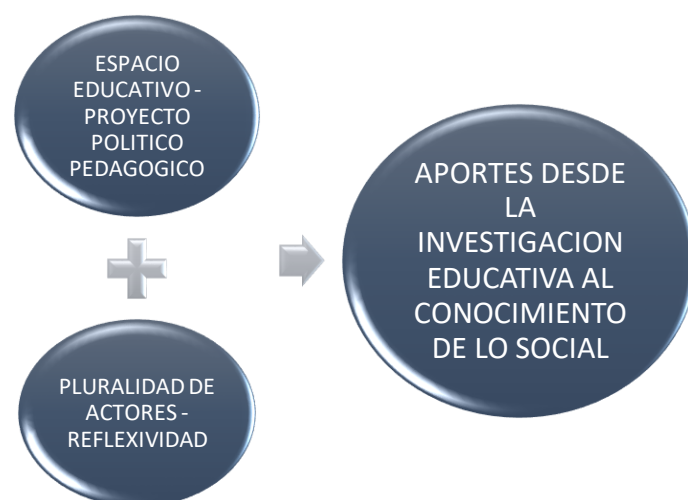 ESPACIO
EDUCATIVO -
PROYECTO
POLITICO
PEDAGOGICO
PLURALIDAD DE
ACTORES -
REFLEXIVIDAD
APORTES DESDE
LA
INVESTIGACION
EDUCATIVA AL
CONOCIMIENTO
DE LO SOCIAL